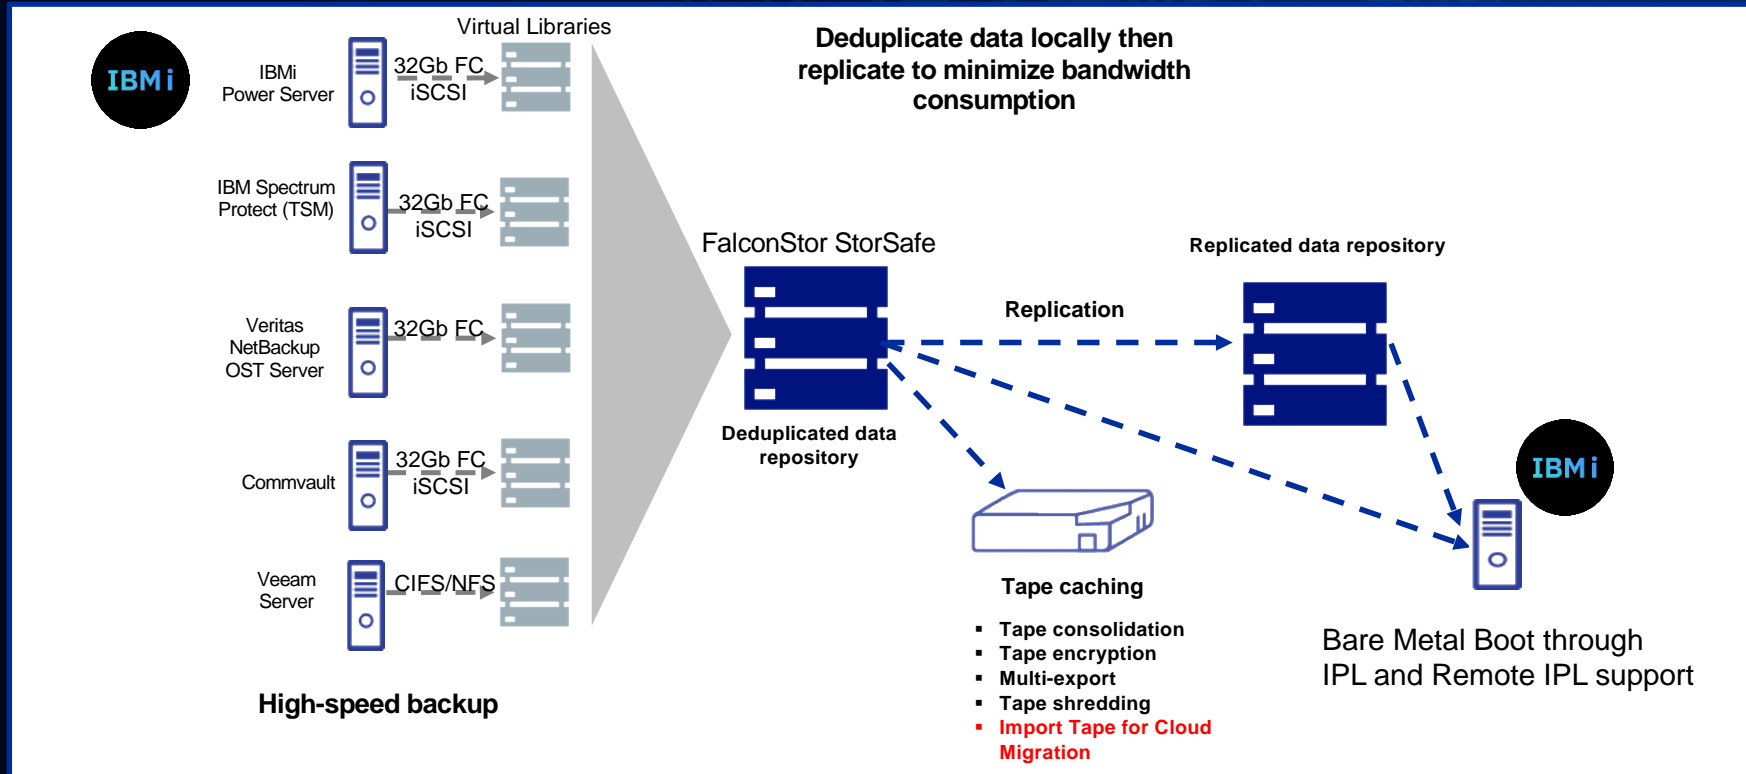 IBM i
IBMi
Power Server
32Gb FC
iSCSI
Virtual Libraries
IBM Spectrum
Protect (TSM)
32Gb FC
iSCSI
Veritas
NetBackup
OST Server
32Gb FC
Commvault
32Gb FC
iSCSI
Veeam
Server
CIFS/NFS
High-speed backup
Deduplicate data locally then
replicate to minimize bandwidth
consumption
FalconStor StorSafe
Deduplicated data
repository
Replication
Replicated data repository
Tape caching
▪ Tape consolidation
▪ Tape encryption
▪ Multi-export
▪ Tape shredding
▪ Import Tape for Cloud
Migration
IBM i
Bare Metal Boot through
IPL and Remote IPL support